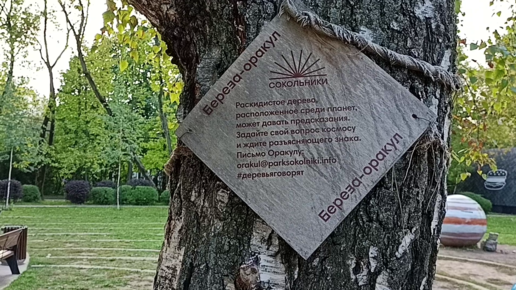 Береза-оракул
СОКОЛЬНИКИ
Раскидистое дерево,
расположенное среди планет,
может давать предсказания.
Задайте свой вопрос космосу
и ждите разъясняющего знака.
Письмо Оракулу:
orakul@parksokolniki.info
#деревьяговорят
Береза-оракул